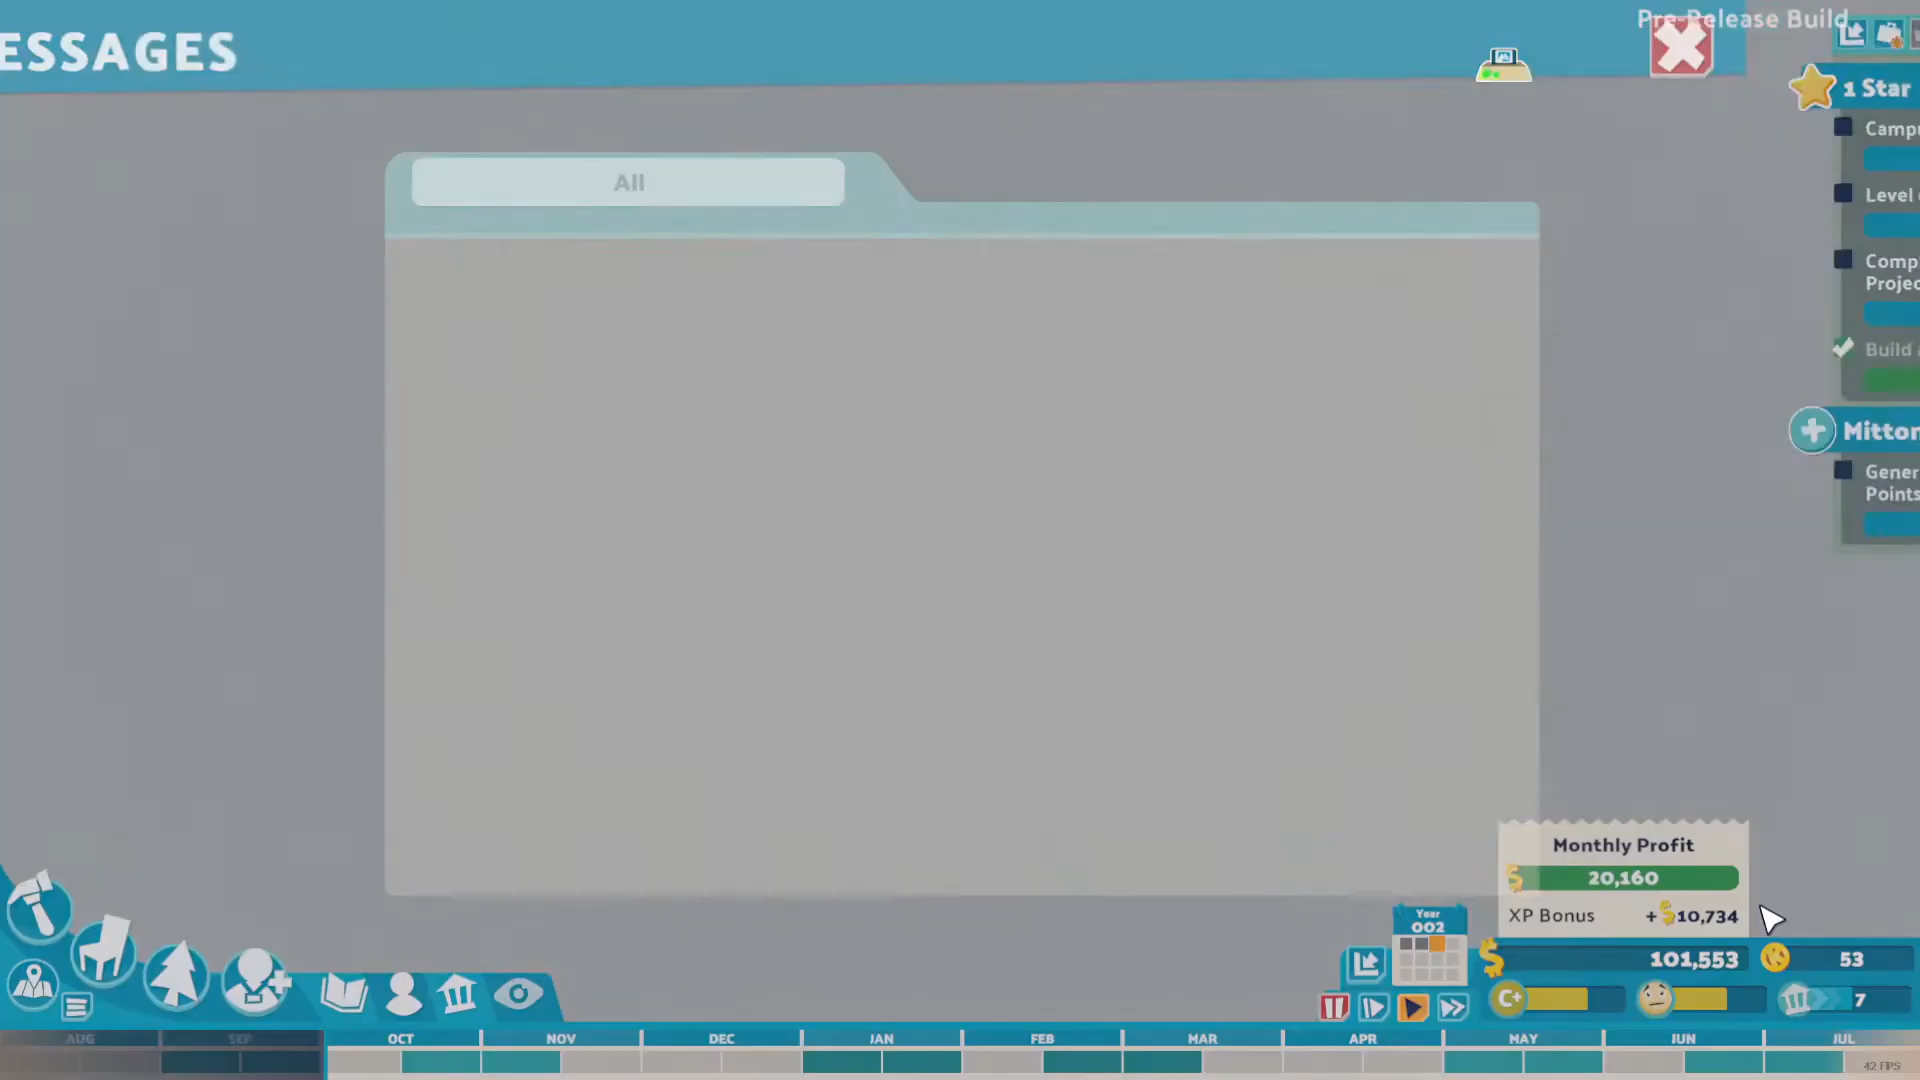 ESSAGES
Pre-Release Build
All
1 Star
Campu
Level
Comp
Projec
Build
Mitton
Gener
Points
Monthly Profit
20,160
XP Bonus
+$10,734
Year
002
101,553
53
C+
7
AUG SEP OCT NOV DEC JAN FEB MAR APR MAY JUN JUL
42 FPS